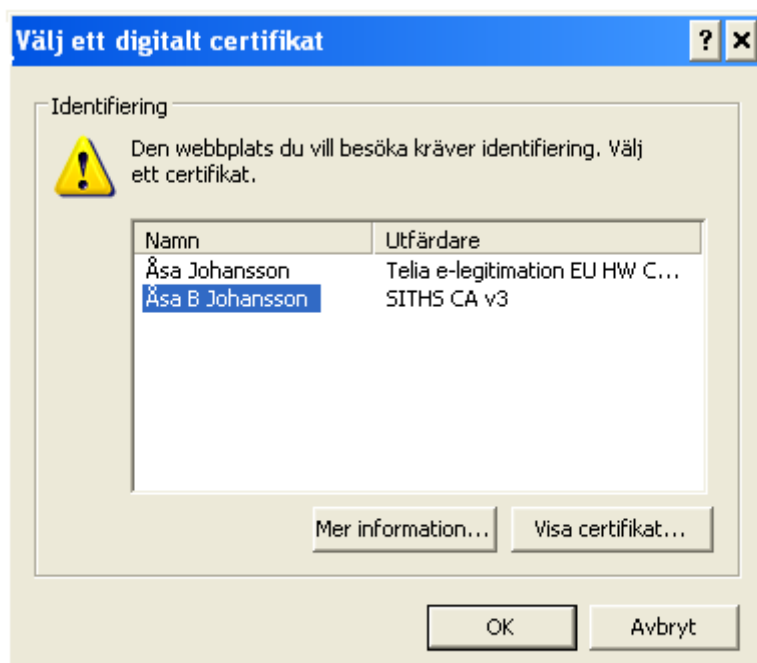 Välj ett digitalt certifikat
Identifiering
Den webbplats du vill besöka kräver identifiering. Välj
ett certifikat.
Namn Utfärdare
Åsa Johansson Telia e-legitimation EU HW C...
Åsa B Johansson SITHS CA v3
Mer information... Visa certifikat...
OK Avbryt